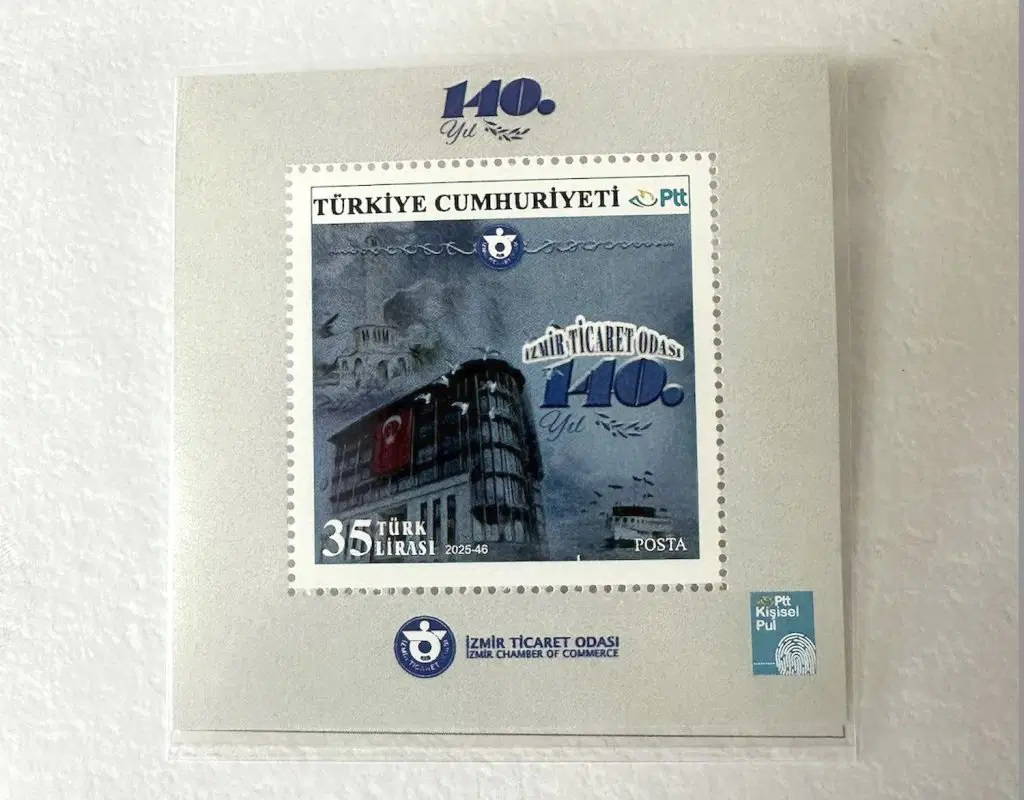 140.
Yıl
TÜRKİYE CUMHURİYETİ Ptt
İZMİR TİCARET ODASI
140.
Yıl
35 TÜRK
LİRASI 2025-46
POSTA
İZMİR TİCARET ODASI
IZMIR CHAMBER OF COMMERCE
Ptt
Kişisel
Pul